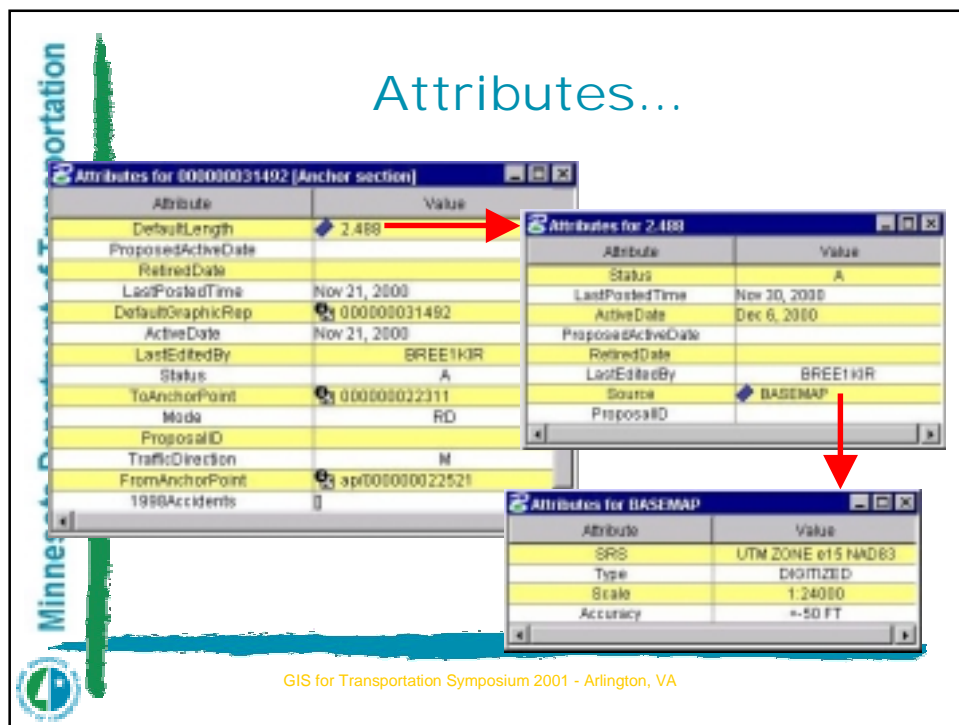 Attributes...
Minnesota Department of Transportation
Attributes for 000000031492 [Anchor section]
Attribute Value
DefaultLength 2.488
ProposedActiveDate
RetiredDate
LastPostedTime Nov 21, 2000
DefaultGraphicRep 000000031492
ActiveDate Nov 21, 2000
LastEditedBy BREE1KIR
Status A
ToAnchorPoint 000000022311
Mode RD
ProposalID
TrafficDirection M
FromAnchorPoint api000000022521
1998Accidents []
Attributes for 2.488
Attribute Value
Status A
LastPostedTime Nov 30, 2000
ActiveDate Dec 6, 2000
ProposedActiveDate
RetiredDate
LastEditedBy BREE1KIR
Source BASEMAP
ProposalID
Attributes for BASEMAP
Attribute Value
SRS UTM ZONE e15 NAD83
Type DIGITIZED
Scale 1:24000
Accuracy +-50 FT
GIS for Transportation Symposium 2001 - Arlington, VA